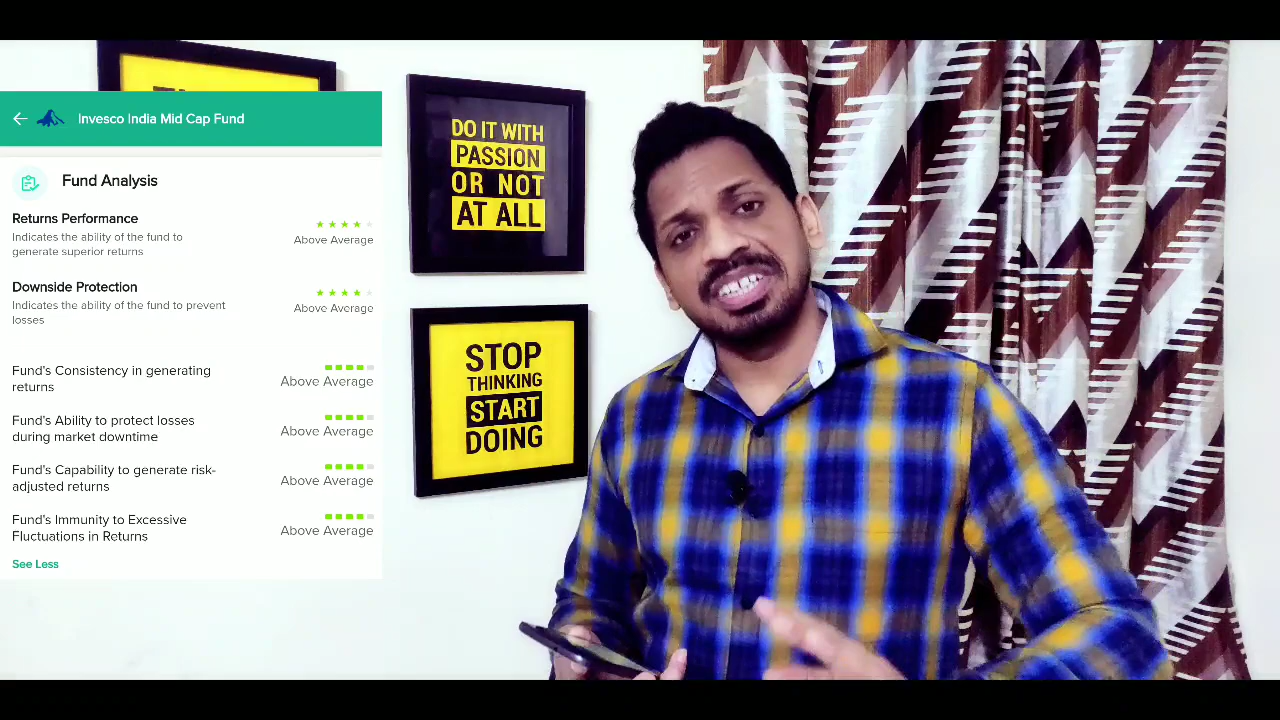 Invesco India Mid Cap Fund
Fund Analysis
Returns Performance
Indicates the ability of the fund to
generate superior returns
Above Average
Downside Protection
Indicates the ability of the fund to prevent
losses
Above Average
Fund's Consistency in generating
returns
Above Average
Fund's Ability to protect losses
during market downtime
Above Average
Fund's Capability to generate risk-
adjusted returns
Above Average
Fund's Immunity to Excessive
Fluctuations in Returns
Above Average
See Less
DO IT WITH
PASSION
OR NOT
AT ALL
STOP
THINKING
START
DOING